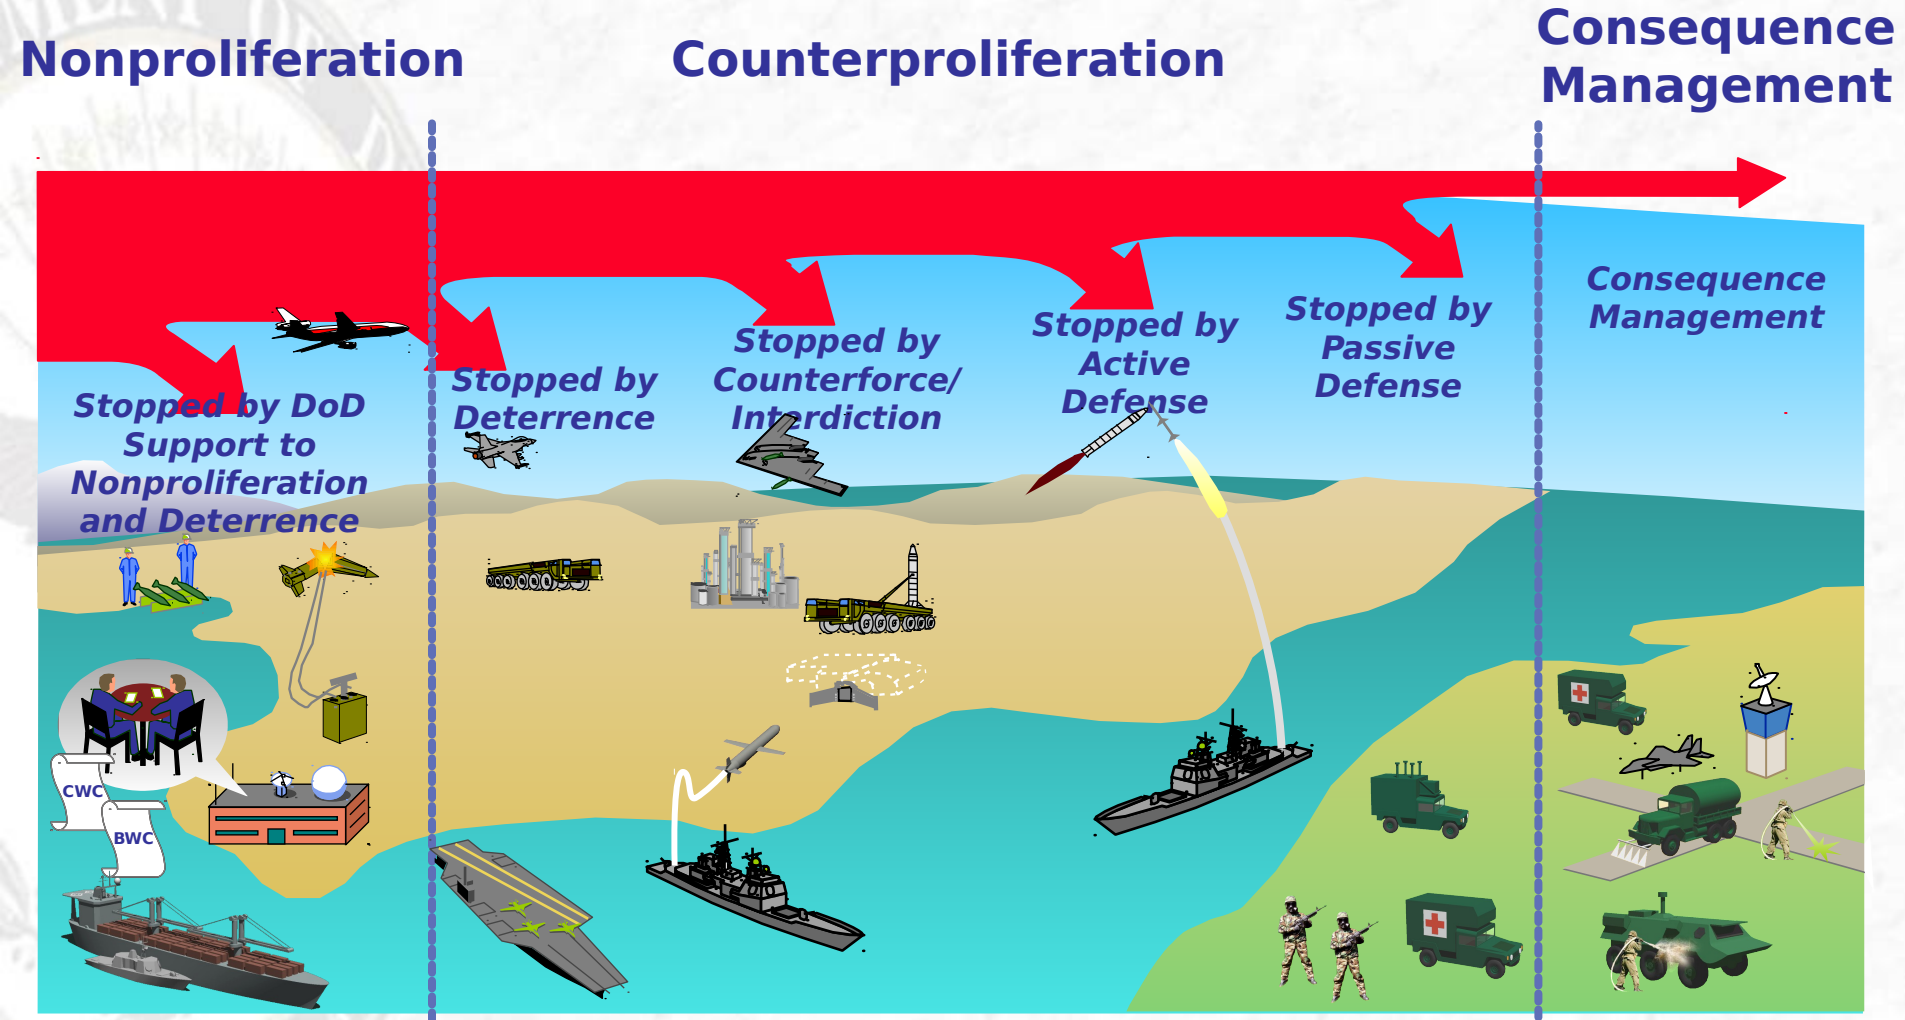 Nonproliferation
Counterproliferation
Consequence
Management
Stopped by DoD
Support to
Nonproliferation
and Deterrence
Stopped by
Deterrence
Stopped by
Counterforce/
Interdiction
Stopped by
Active
Defense
Stopped by
Passive
Defense
Consequence
Management
CWC
BWC